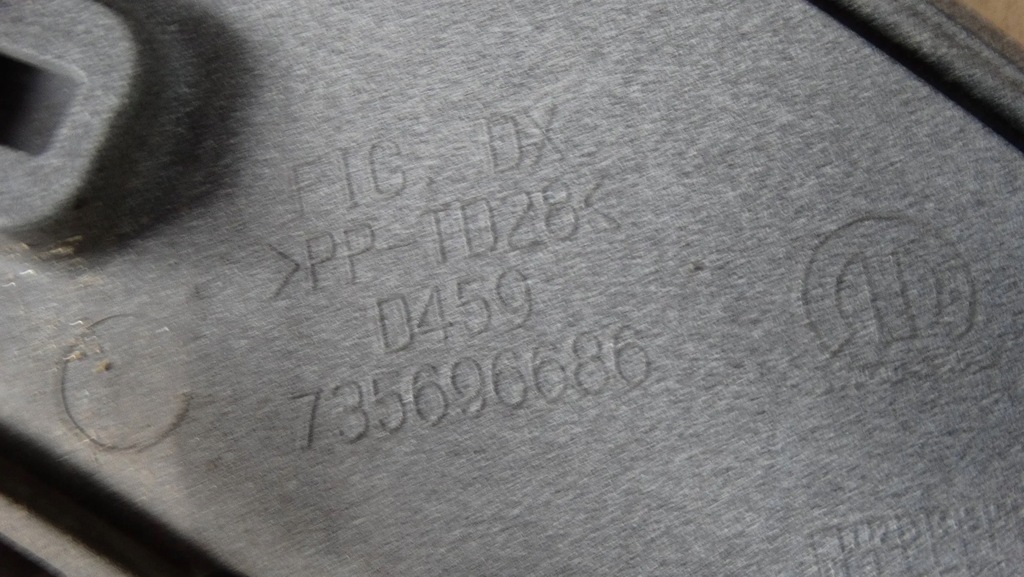 FIG. DX
>PP-TD28<
D459
735696686